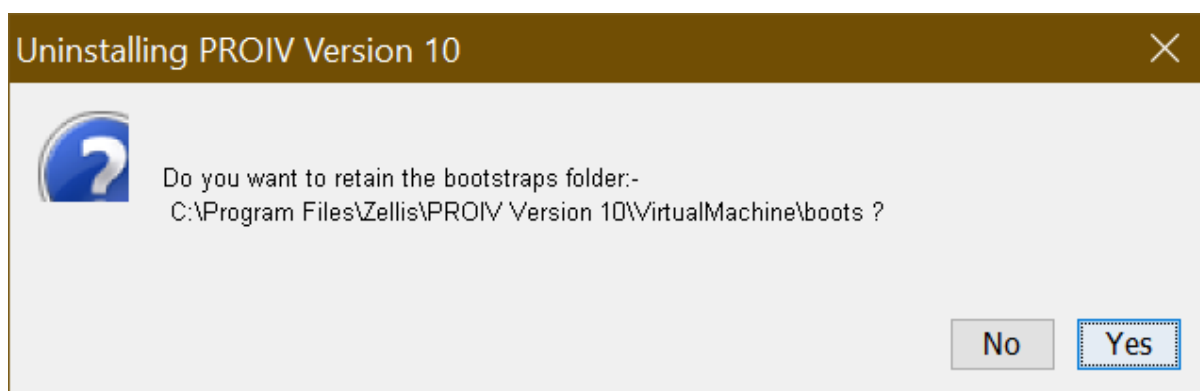 Uninstalling PROIV Version 10
Do you want to retain the bootstraps folder:-
C:\Program Files\Zellis\PROIV Version 10\VirtualMachine\boots ?
No
Yes